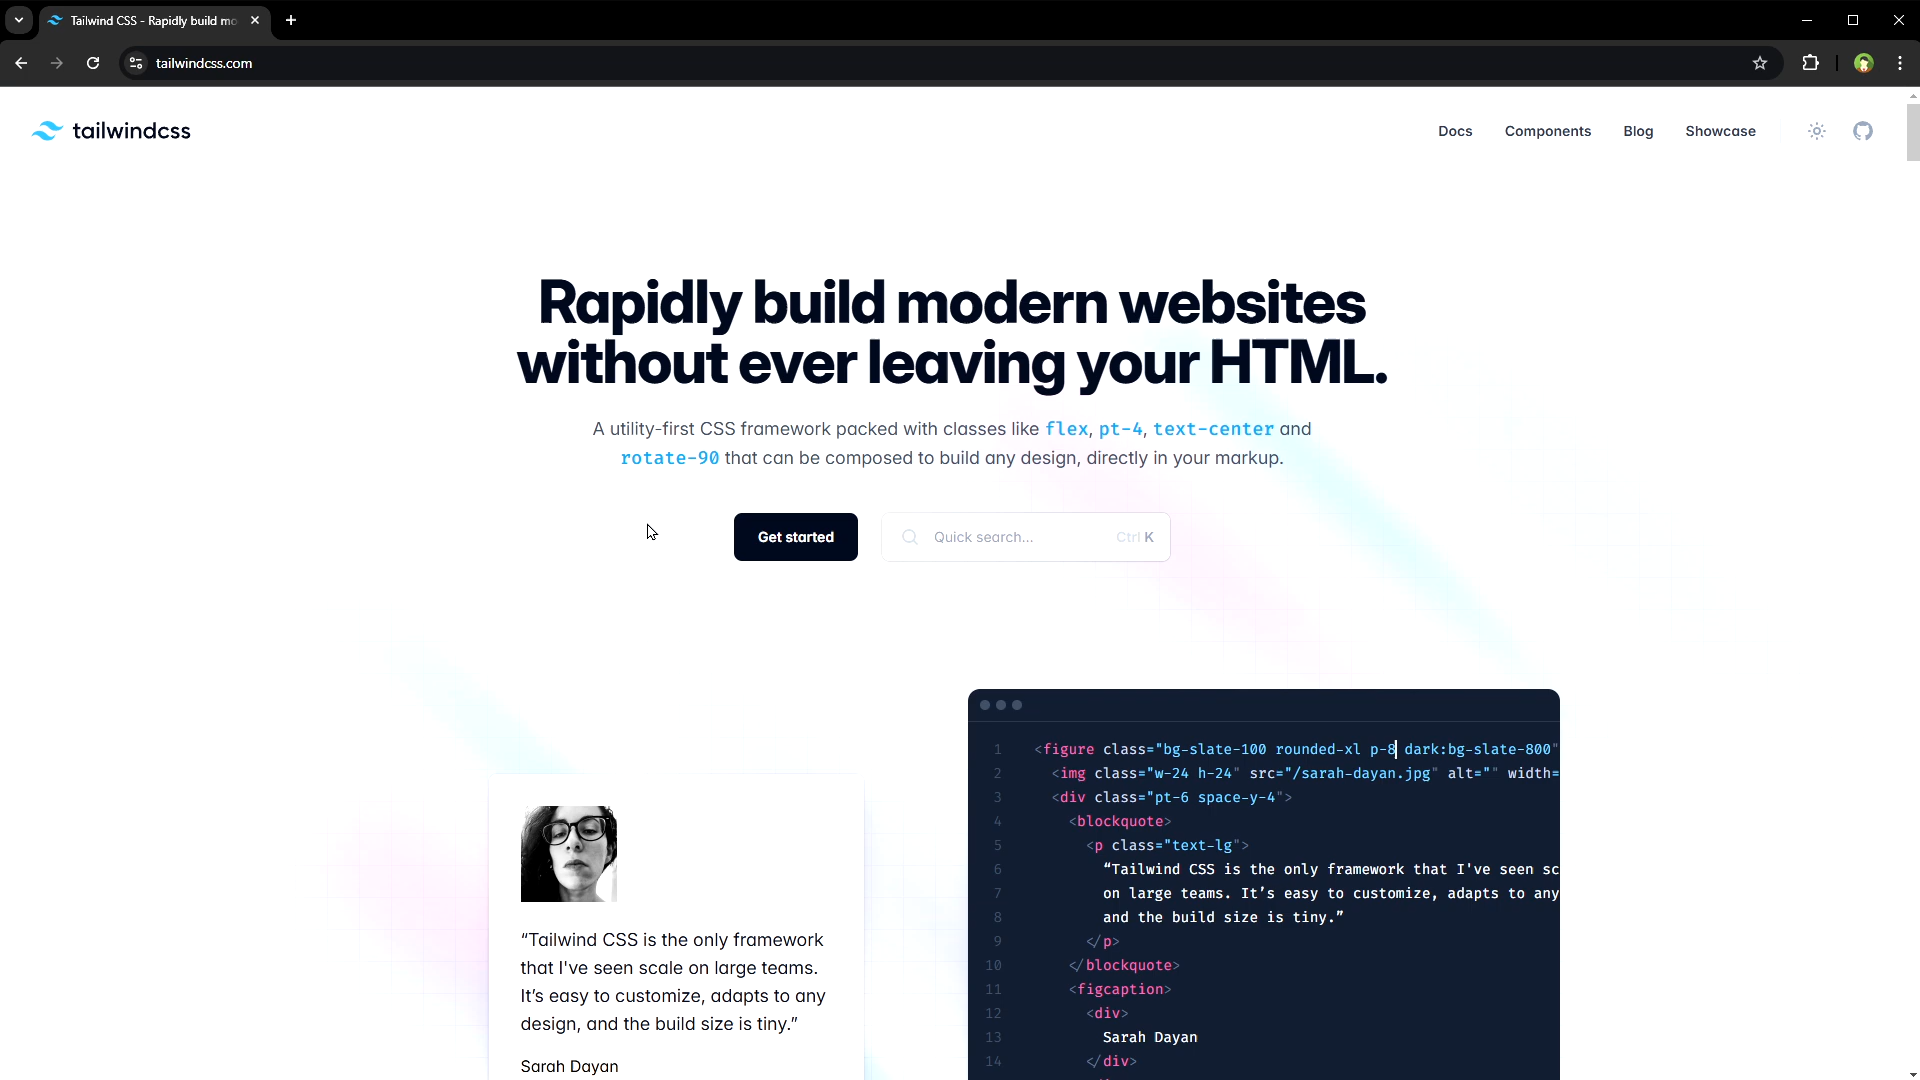 Tailwind CSS - Rapidly build mo
tailwindcss.com
tailwindcss
Docs
Components
Blog
Showcase
Rapidly build modern websites
without ever leaving your HTML.
A utility-first CSS framework packed with classes like flex, pt-4, text-center and
rotate-90 that can be composed to build any design, directly in your markup.
Get started
Quick search...
Ctrl K
“Tailwind CSS is the only framework
that I've seen scale on large teams.
It’s easy to customize, adapts to any
design, and the build size is tiny.”
Sarah Dayan
1 <figure class="bg-slate-100 rounded-xl p-8 dark:bg-slate-800"
2 <img class="w-24 h-24" src="/sarah-dayan.jpg" alt="" width=
3 <div class="pt-6 space-y-4">
4 <blockquote>
5 <p class="text-lg">
6 “Tailwind CSS is the only framework that I've seen sc
7 on large teams. It’s easy to customize, adapts to any
8 and the build size is tiny.”
9 </p>
10 </blockquote>
11 <figcaption>
12 <div>
13 Sarah Dayan
14 </div>